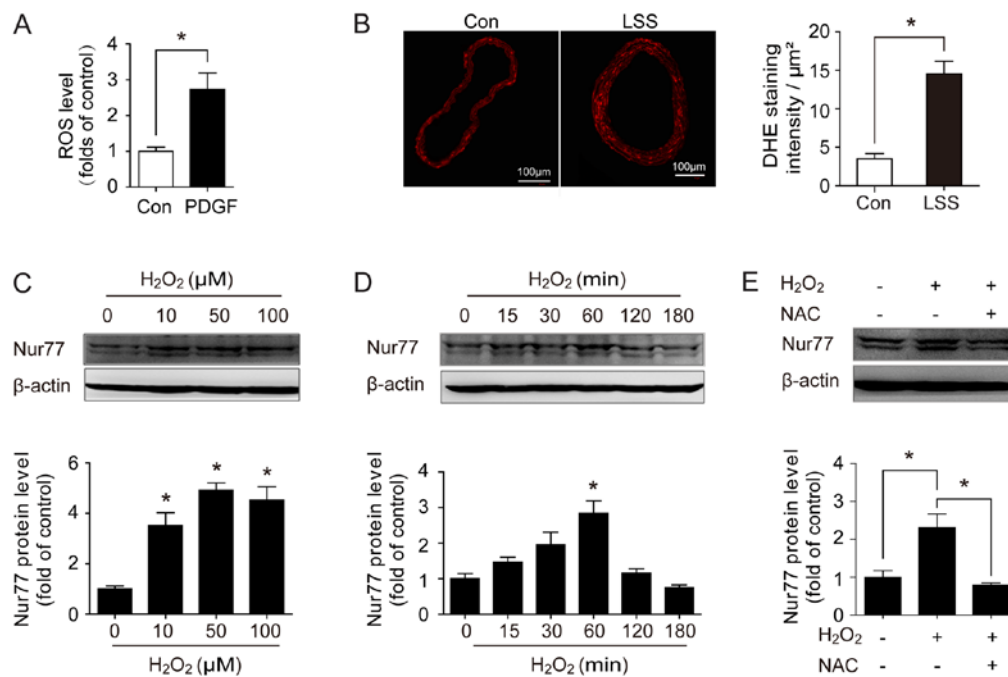 A
ROS level
(folds of control)
4
3
2
1
0
*
Con PDGF
B
Con LSS
100μm 100μm
DHE staining
intensity / μm²
20
15
10
5
0
*
Con LSS
C
H₂O₂ (μM)
0 10 50 100
Nur77
β-actin
Nur77 protein level
(fold of control)
6
4
2
0
* * *
0 10 50 100
H₂O₂ (μM)
D
H₂O₂ (min)
0 15 30 60 120 180
Nur77
β-actin
Nur77 protein level
(fold of control)
4
3
2
1
0
*
0 15 30 60 120 180
H₂O₂ (min)
E
H₂O₂ - + +
NAC - - +
Nur77
β-actin
Nur77 protein level
(fold of control)
4
3
2
1
0
* *
H₂O₂ - + +
NAC - - +